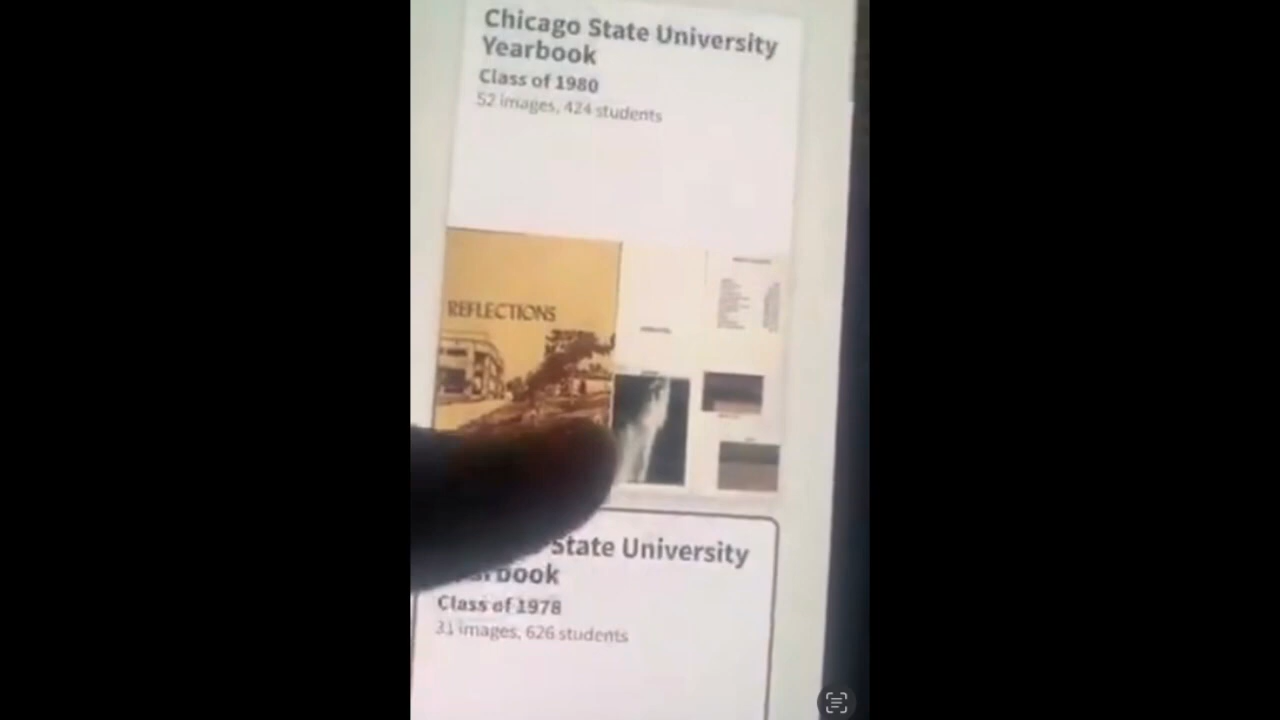 Chicago State University
Yearbook
Class of 1980
52 images, 424 students
REFLECTIONS
State University
Class of 1978
31 images, 626 students